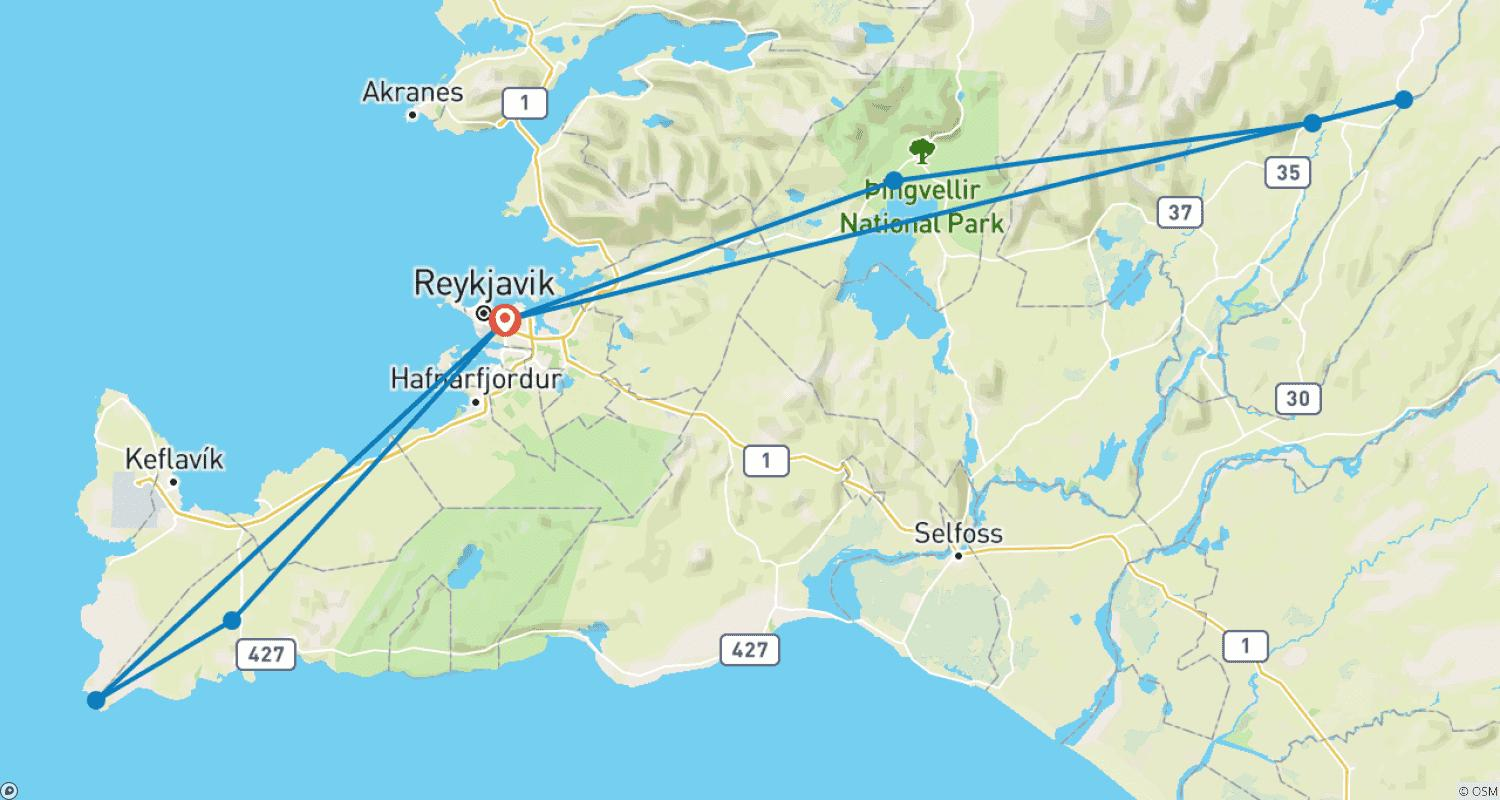 Akranes
1
35
Þingvellir
National Park
37
Reykjavik
Hafnarfjordur
30
Keflavík
1
Selfoss
427
427
1
© OSM